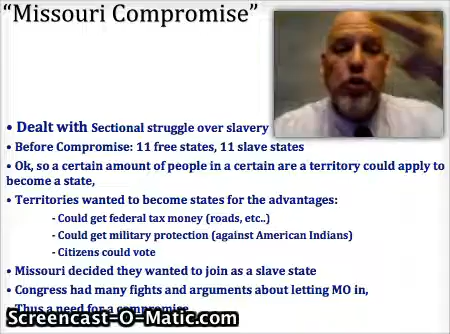 “Missouri Compromise”
• Dealt with Sectional struggle over slavery
• Before Compromise: 11 free states, 11 slave states
• Ok, so a certain amount of people in a certain are a territory could apply to
become a state,
• Territories wanted to become states for the advantages:
- Could get federal tax money (roads, etc..)
- Could get military protection (against American Indians)
- Citizens could vote
• Missouri decided they wanted to join as a slave state
• Congress had many fights and arguments about letting MO in,
• Thus a need for a compromise
Screencast-O-Matic.com